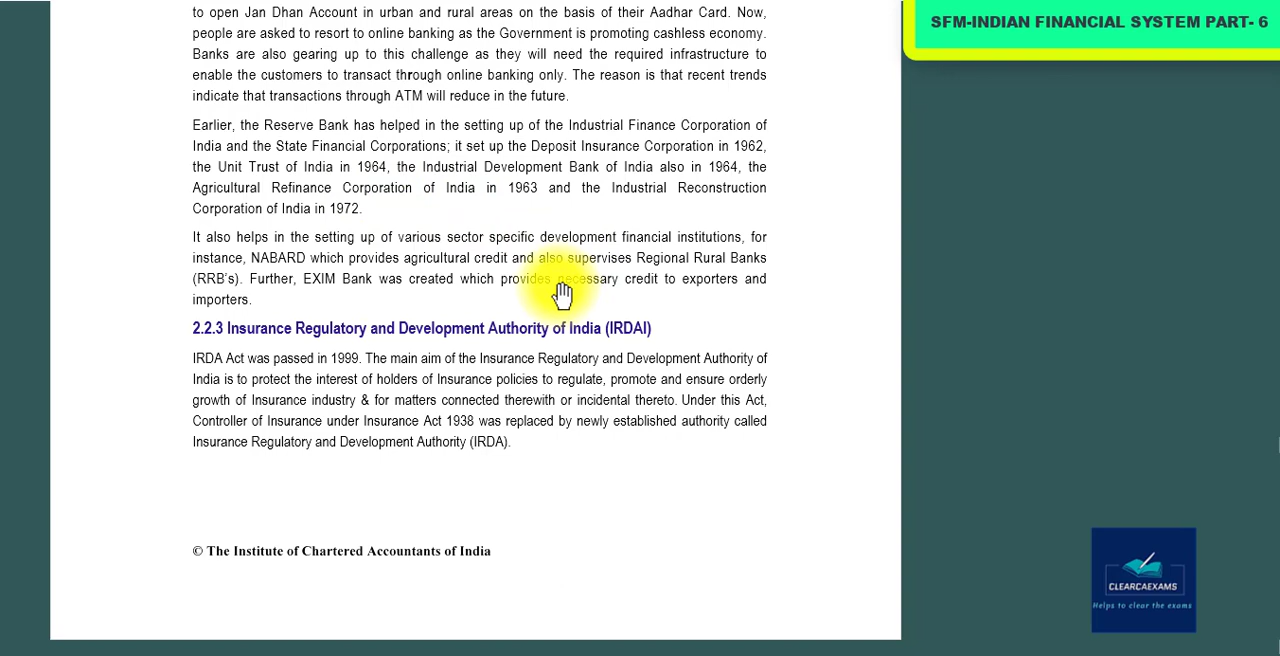 to open Jan Dhan Account in urban and rural areas on the basis of their Aadhar Card. Now,
people are asked to resort to online banking as the Government is promoting cashless economy.
Banks are also gearing up to this challenge as they will need the required infrastructure to
enable the customers to transact through online banking only. The reason is that recent trends
indicate that transactions through ATM will reduce in the future.
Earlier, the Reserve Bank has helped in the setting up of the Industrial Finance Corporation of
India and the State Financial Corporations; it set up the Deposit Insurance Corporation in 1962,
the Unit Trust of India in 1964, the Industrial Development Bank of India also in 1964, the
Agricultural Refinance Corporation of India in 1963 and the Industrial Reconstruction
Corporation of India in 1972.
It also helps in the setting up of various sector specific development financial institutions, for
instance, NABARD which provides agricultural credit and also supervises Regional Rural Banks
(RRB's). Further, EXIM Bank was created which provides necessary credit to exporters and
importers.
2.2.3 Insurance Regulatory and Development Authority of India (IRDAI)
IRDA Act was passed in 1999. The main aim of the Insurance Regulatory and Development Authority of
India is to protect the interest of holders of Insurance policies to regulate, promote and ensure orderly
growth of Insurance industry & for matters connected therewith or incidental thereto. Under this Act,
Controller of Insurance under Insurance Act 1938 was replaced by newly established authority called
Insurance Regulatory and Development Authority (IRDA).
© The Institute of Chartered Accountants of India
SFM-INDIAN FINANCIAL SYSTEM PART- 6
CLEARCAEXAMS
Helps to clear the exams